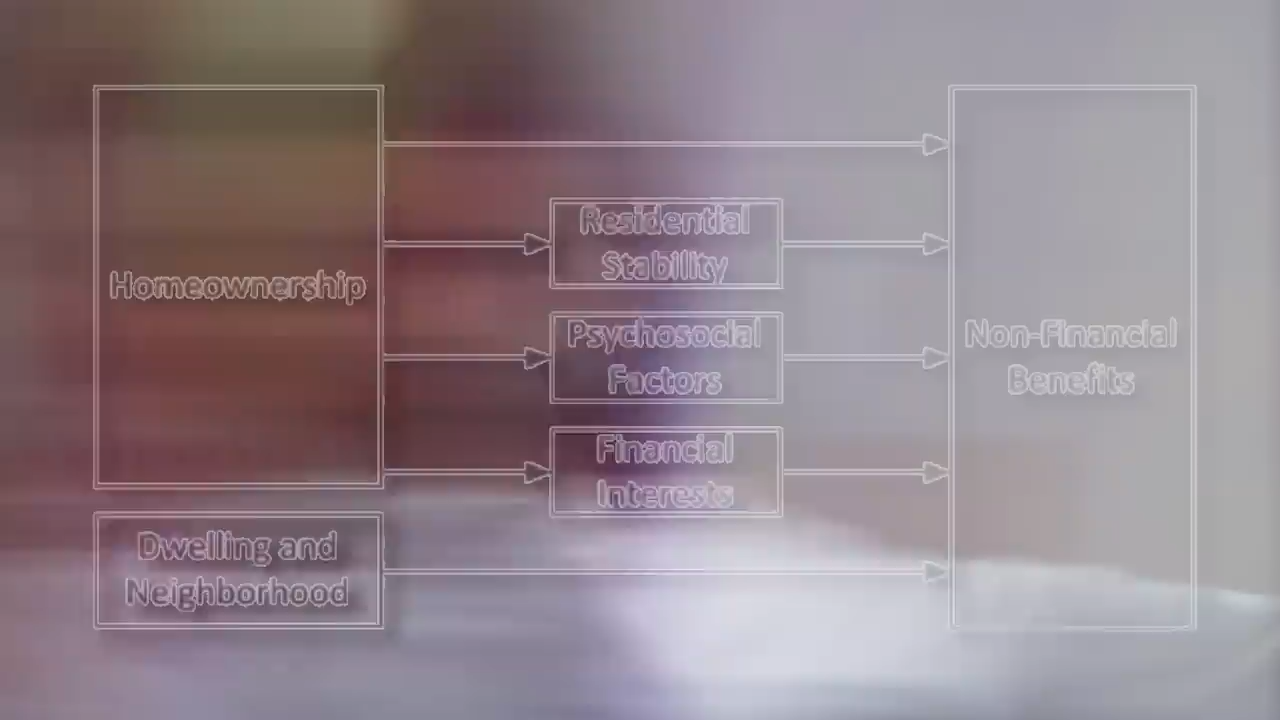 Homeownership
Residential
Stability
Psychosocial
Factors
Financial
Interests
Dwelling and
Neighborhood
Non-Financial
Benefits